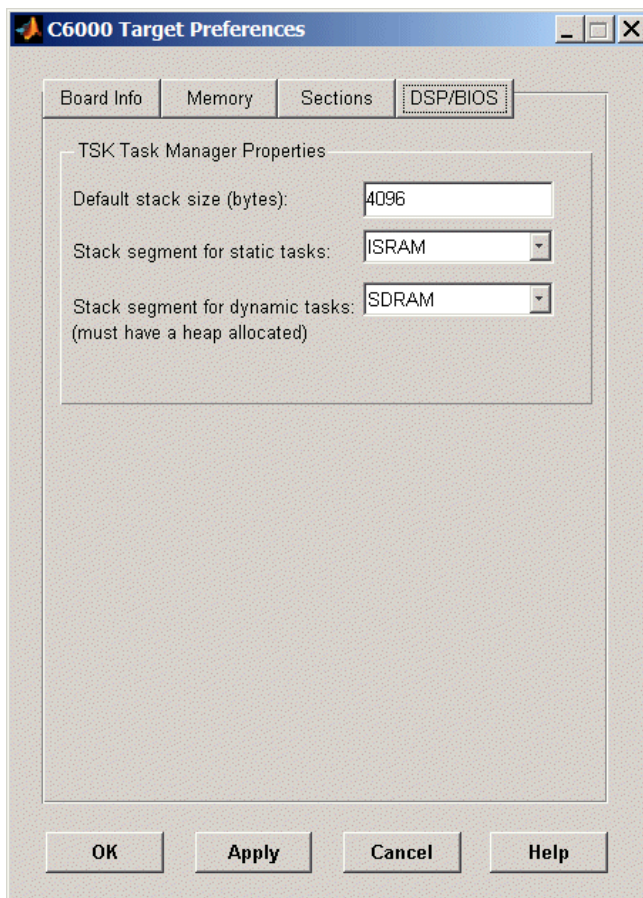 C6000 Target Preferences
Board Info Memory Sections DSP/BIOS
TSK Task Manager Properties
Default stack size (bytes): 4096
Stack segment for static tasks: ISRAM
Stack segment for dynamic tasks: SDRAM
(must have a heap allocated)
OK Apply Cancel Help